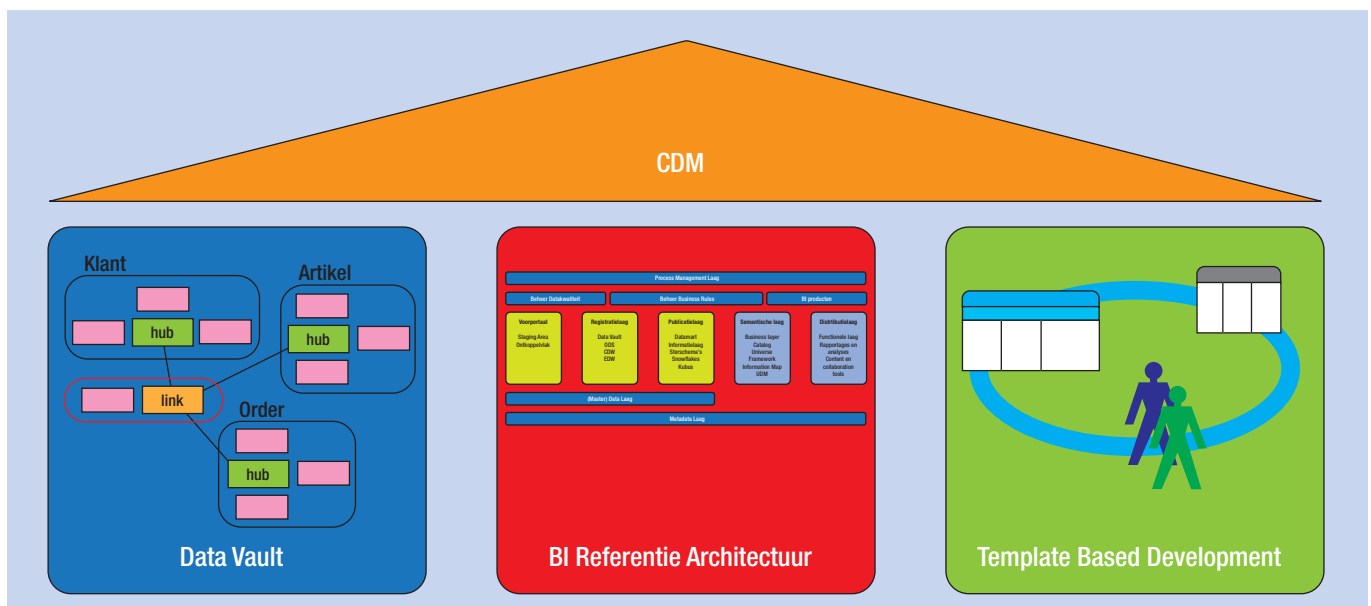 CDM
Klant
hub
Artikel
hub
link
Order
hub
Data Vault
Process Management Laag
Beheer Datakwaliteit
Beheer Business Rules
BI producten
Voorportaal
Staging Area
Ontkoppelvlak
Registratielaag
Data Vault
ODS
CDW
EDW
Publicatielaag
Datamart
Informatielaag
Sterschema's
Snowflakes
Kubus
Semantische laag
Business layer
Catalog
Universe
Framework
Information Map
UDM
Distributielaag
Functionele laag
Rapportages en
analyses
Content en
collaboration
tools
(Master) Data Laag
Metadata Laag
BI Referentie Architectuur
Template Based Development